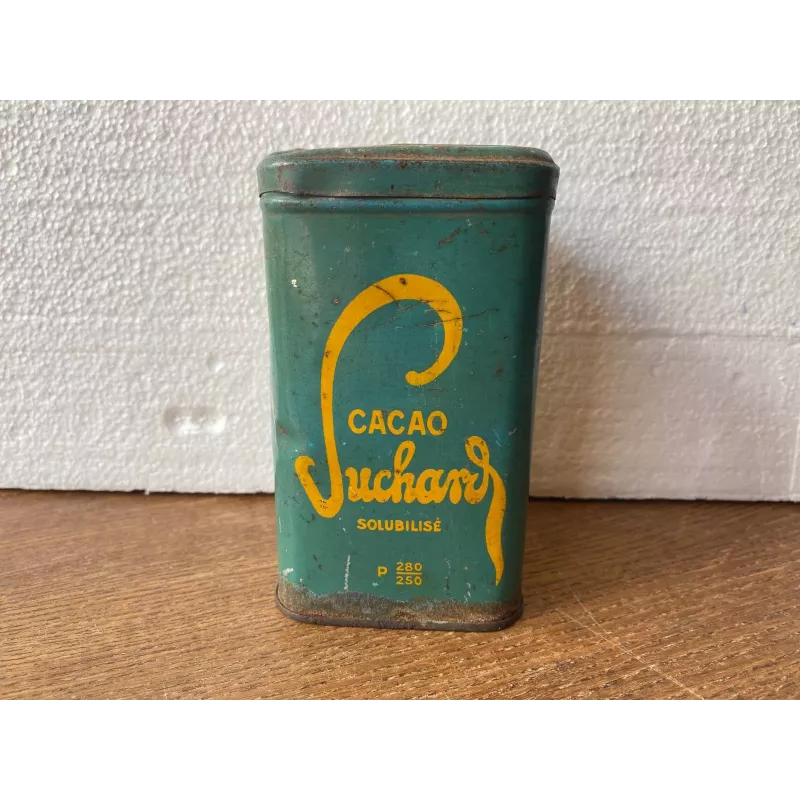 CACAO
Suchard
SOLUBILISÉ
P 280/250